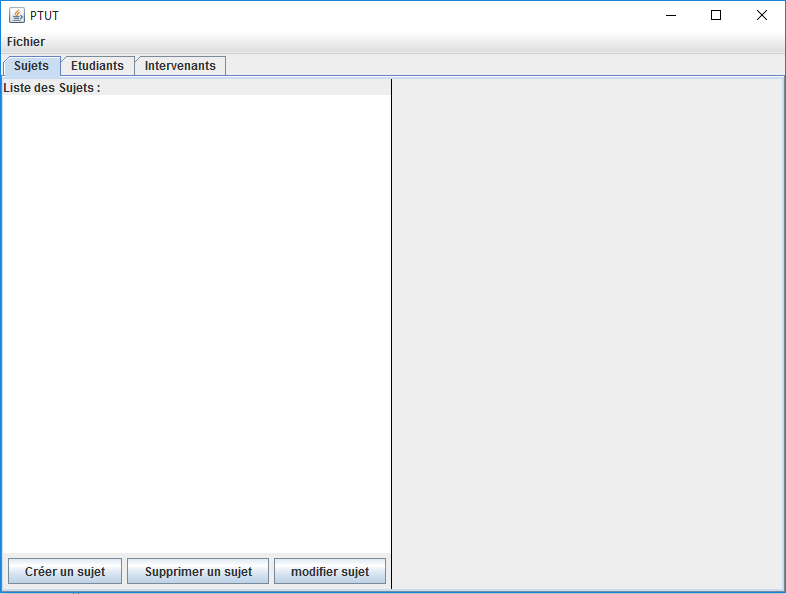 PTUT
Fichier
Sujets Etudiants Intervenants
Liste des Sujets :
Créer un sujet Supprimer un sujet modifier sujet